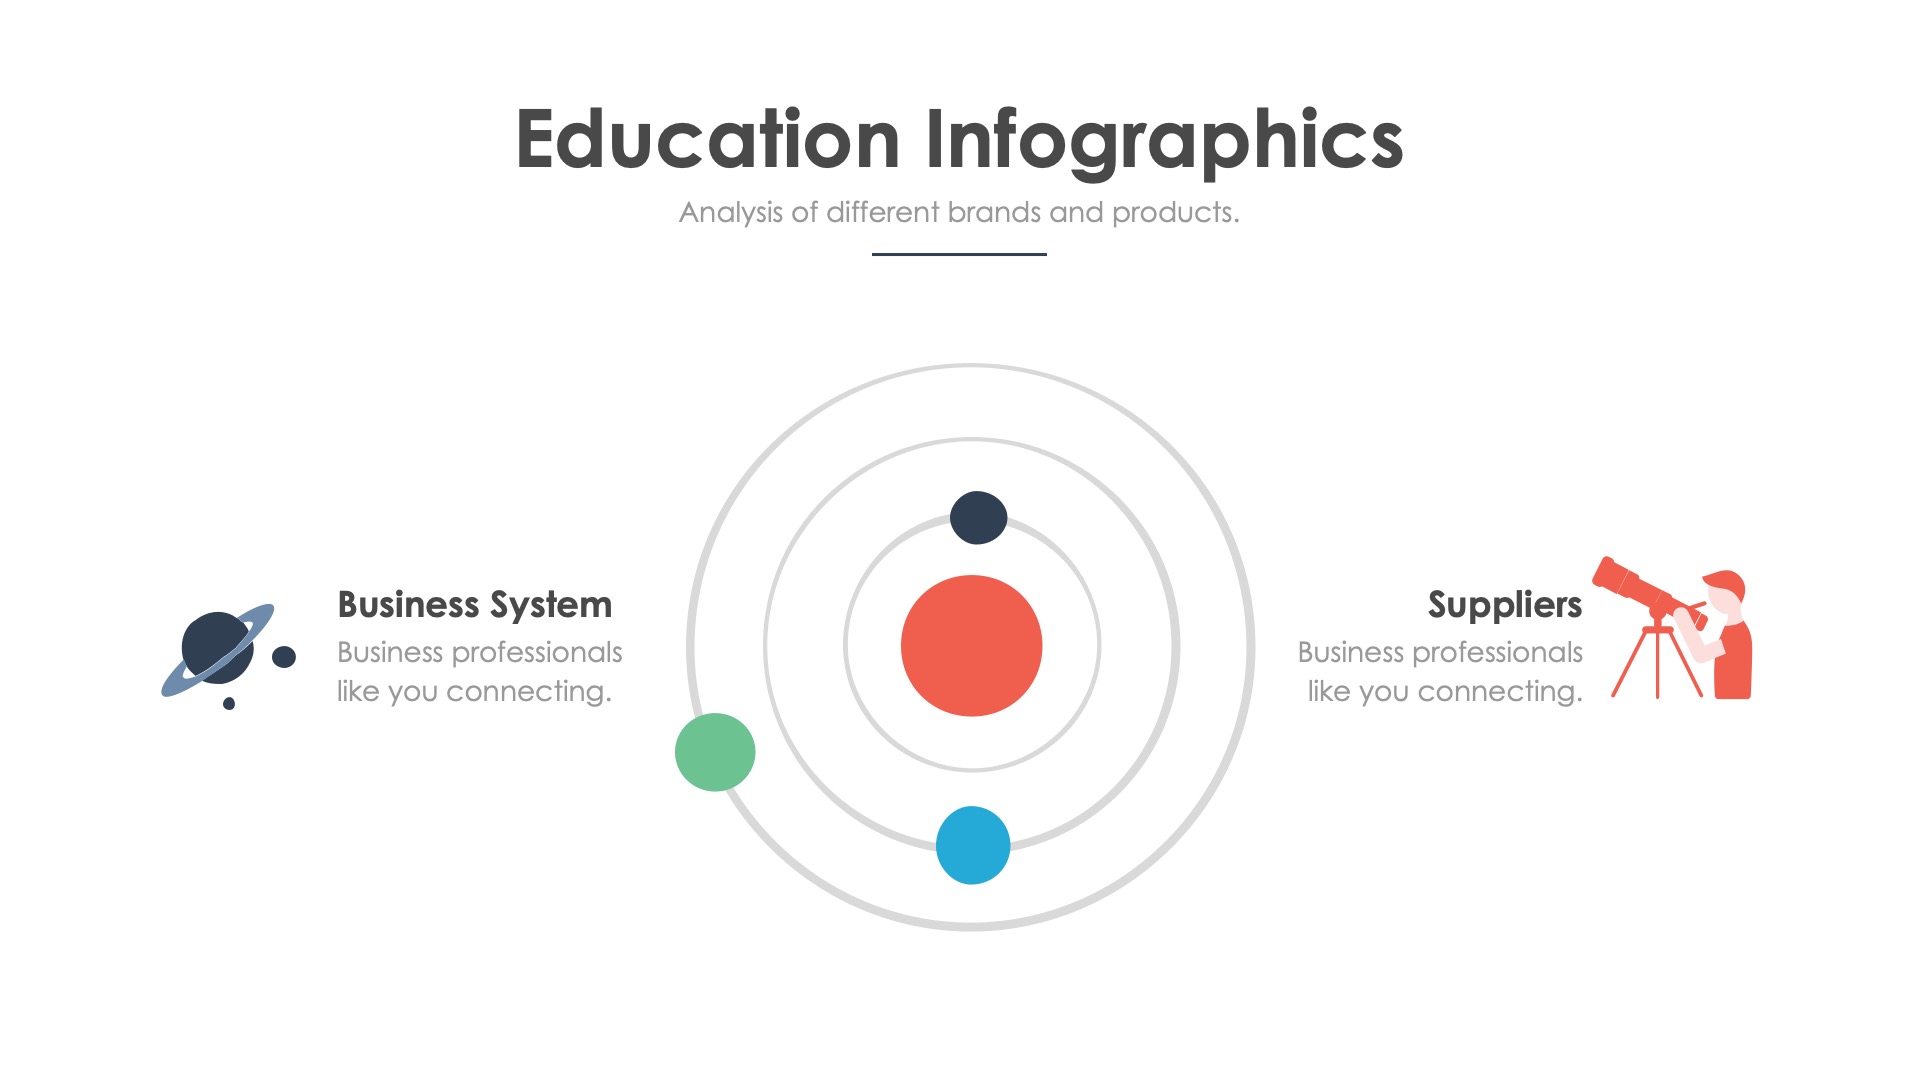 Education Infographics
Analysis of different brands and products.
Business System
Business professionals
like you connecting.
Suppliers
Business professionals
like you connecting.